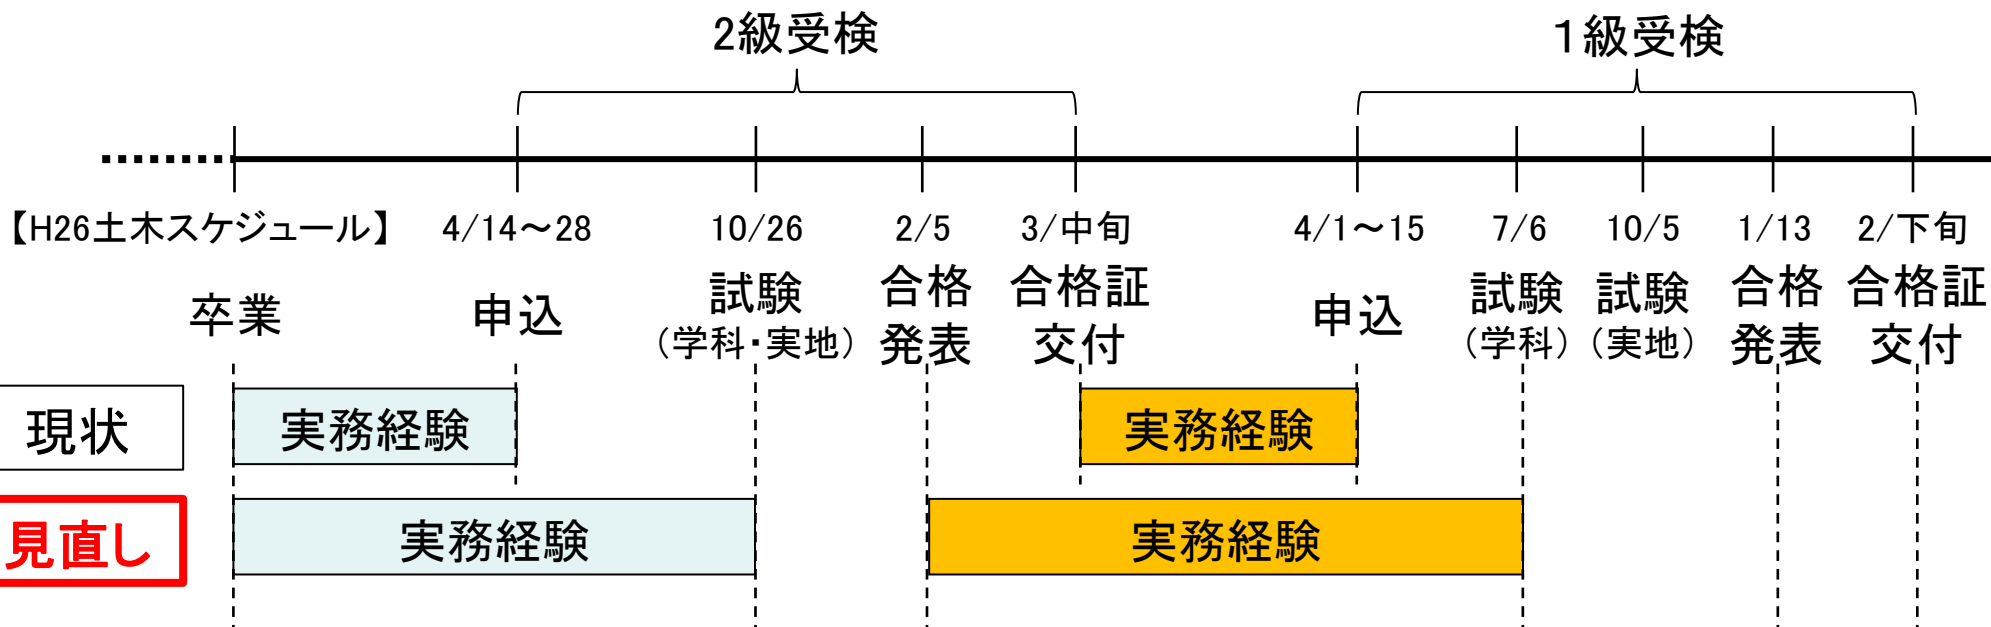 2級受検
1級受検
【H26土木スケジュール】 4/14～28 10/26 2/5 3/中旬 4/1～15 7/6 10/5 1/13 2/下旬
卒業
申込
試験
（学科・実地）
合格
発表
合格証
交付
申込
試験
（学科）
試験
（実地）
合格
発表
合格証
交付
現状
実務経験
実務経験
見直し
実務経験
実務経験